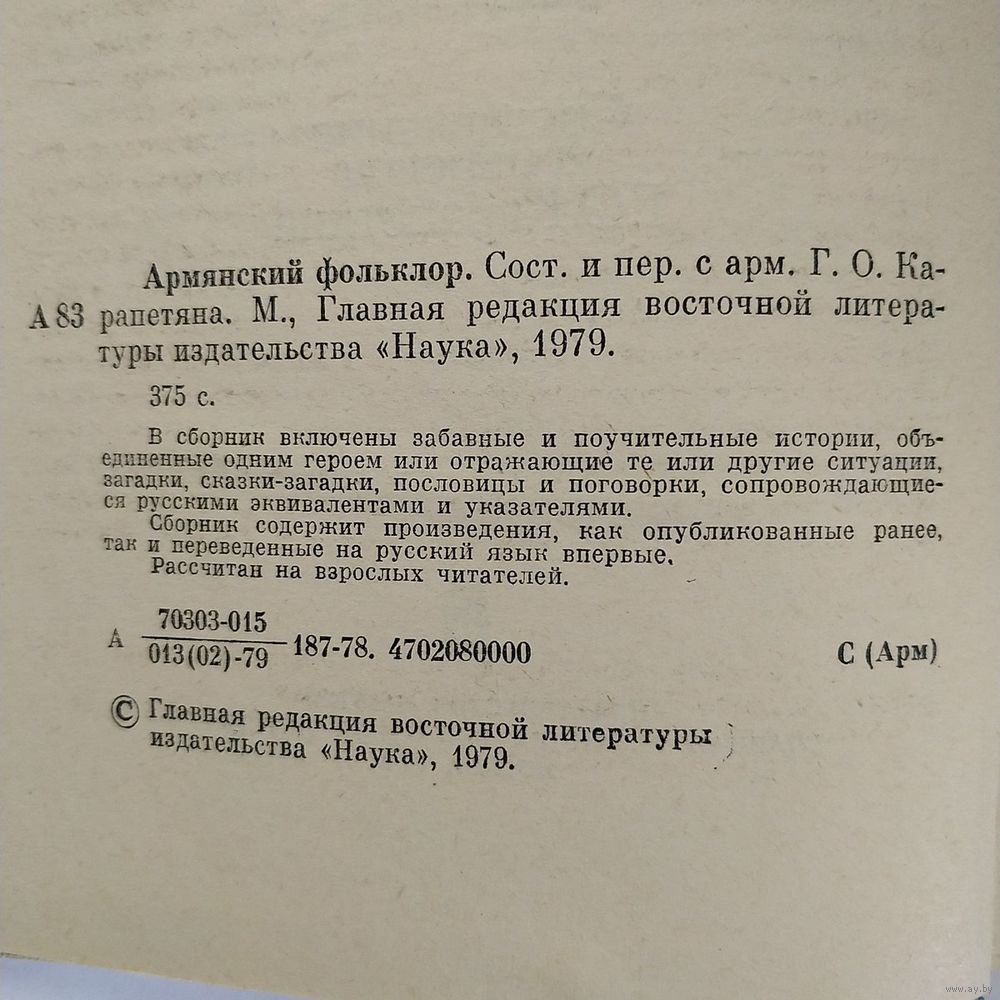 Армянский фольклор. Сост. и пер. с арм. Г. О. Ка-
А 83 рапетяна. М., Главная редакция восточной литера-
туры издательства «Наука», 1979.
375 с.
В сборник включены забавные и поучительные истории, объ-
единенные одним героем или отражающие те или другие ситуации,
загадки, сказки-загадки, пословицы и поговорки, сопровождающие-
ся русскими эквивалентами и указателями.
Сборник содержит произведения, как опубликованные ранее,
так и переведенные на русский язык впервые.
Рассчитан на взрослых читателей.
70303-015
А 187-78. 4702080000 С (Арм)
013(02)-79
© Главная редакция восточной литературы
издательства «Наука», 1979.
www.ay.by